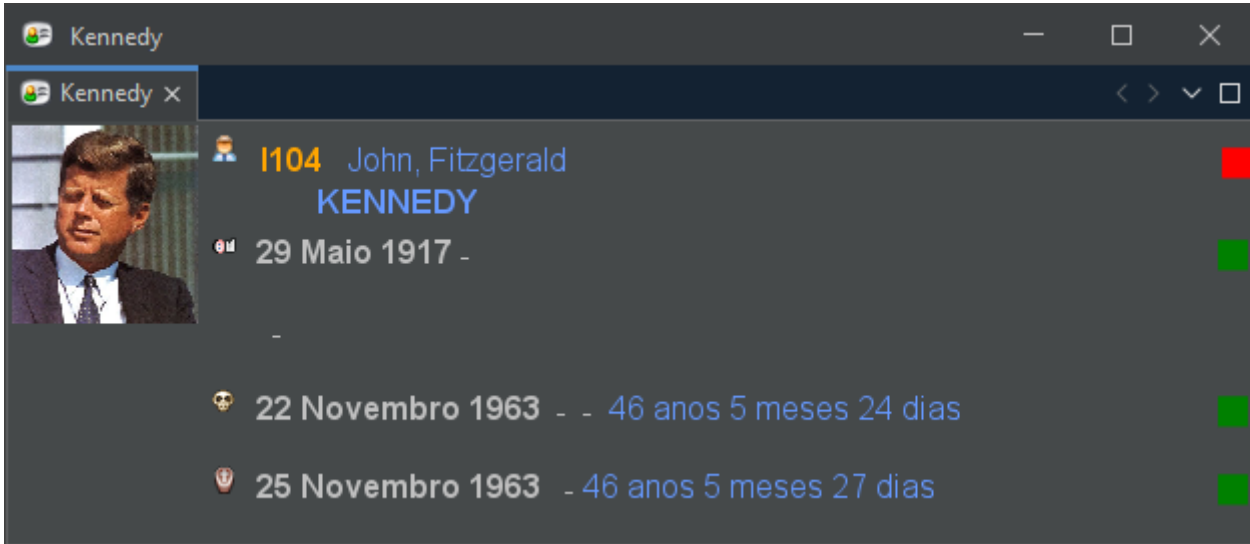 Kennedy
Kennedy
I104 John, Fitzgerald
KENNEDY
29 Maio 1917 -
-
22 Novembro 1963 - - 46 anos 5 meses 24 dias
25 Novembro 1963 - 46 anos 5 meses 27 dias